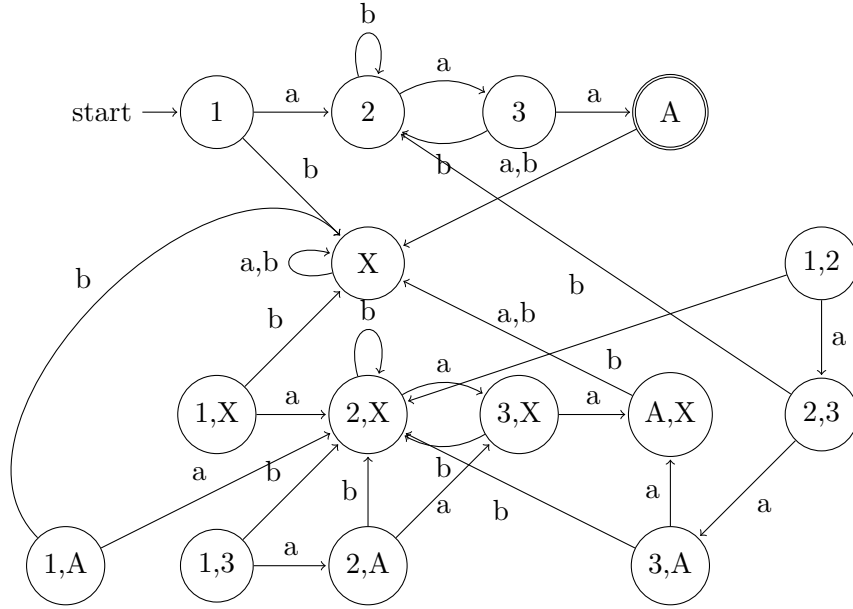 b
a
start 1 a 2 3 a A
b
b a,b
b
a,b X 1,2
b
a,b
b b a
b
a
1,X a 2,X 3,X a A,X 2,3
b
a b b a a
a b
1,A 1,3 a 2,A 3,A